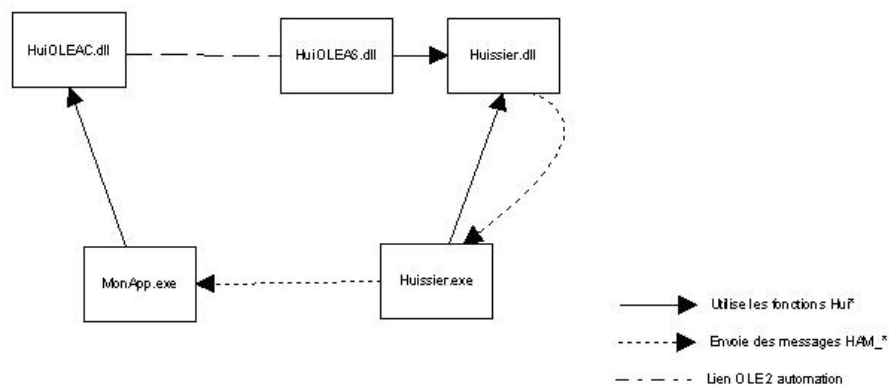 HuiOLEAC.dll
HuiOLEAS.dll
Huissier.dll
MonApp.exe
Huissier.exe
Utilise les fonctions Hui*
Envoie des messages HAM_*
Lien OLE2 automation